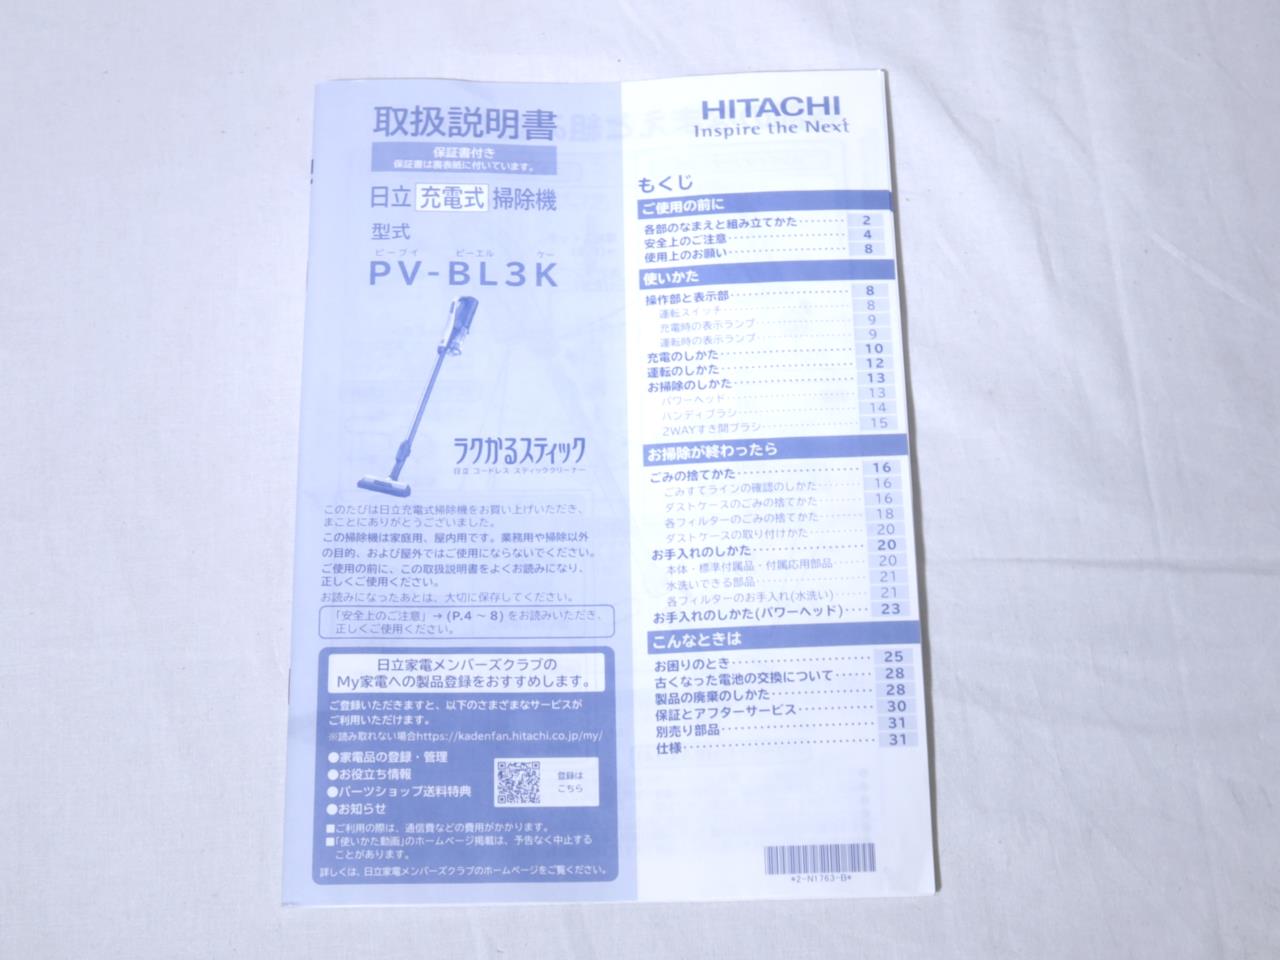 取扱説明書
保証書付き
保証書は裏表紙に付いています。
日立 充電式 掃除機
型式
ピーブイ ビーエル ケー
PV-BL3K
ラクかるスティック
日立 コードレス スティッククリーナー
このたびは日立充電式掃除機をお買い上げいただき、
まことにありがとうございました。
この掃除機は家庭用、屋内用です。業務用や掃除以外
の目的、および屋外ではご使用にならないでください。
ご使用の前に、この取扱説明書をよくお読みになり、
正しくご使用ください。
お読みになったあとは、大切に保存してください。
「安全上のご注意」→(P.4～8)をお読みいただき、
正しくご使用ください。
日立家電メンバーズクラブの
My家電への製品登録をおすすめします。
ご登録いただきますと、以下のさまざまなサービスが
ご利用いただけます。
※読み取れない場合https://kadenfan.hitachi.co.jp/my/
●家電品の登録・管理
●お役立ち情報
●パーツショップ送料特典
●お知らせ
登録は
こちら
■ご利用の際は、通信費などの費用がかかります。
■「使いかた動画」のホームページ掲載は、予告なく中止する
ことがあります。
詳しくは、日立家電メンバーズクラブのホームページをご覧ください。
HITACHI
Inspire the Next
もくじ
ご使用の前に
各部のなまえと組み立てかた 2
安全上のご注意 4
使用上のお願い 8
使いかた
操作部と表示部 8
運転スイッチ 8
充電時の表示ランプ 9
運転時の表示ランプ 9
充電のしかた 10
運転のしかた 12
お掃除のしかた 13
パワーヘッド 13
ハンディブラシ 14
2WAYすき間ブラシ 15
お掃除が終わったら
ごみの捨てかた 16
ごみすてラインの確認のしかた 16
ダストケースのごみの捨てかた 16
各フィルターのごみの捨てかた 18
ダストケースの取り付けかた 20
お手入れのしかた 20
本体・標準付属品・付属応用部品 20
水洗いできる部品 21
各フィルターのお手入れ(水洗い) 21
お手入れのしかた(パワーヘッド) 23
こんなときは
お困りのとき 25
古くなった電池の交換について 28
製品の廃棄のしかた 28
保証とアフターサービス 30
別売り部品 31
仕様 31
*2-N1763-B*